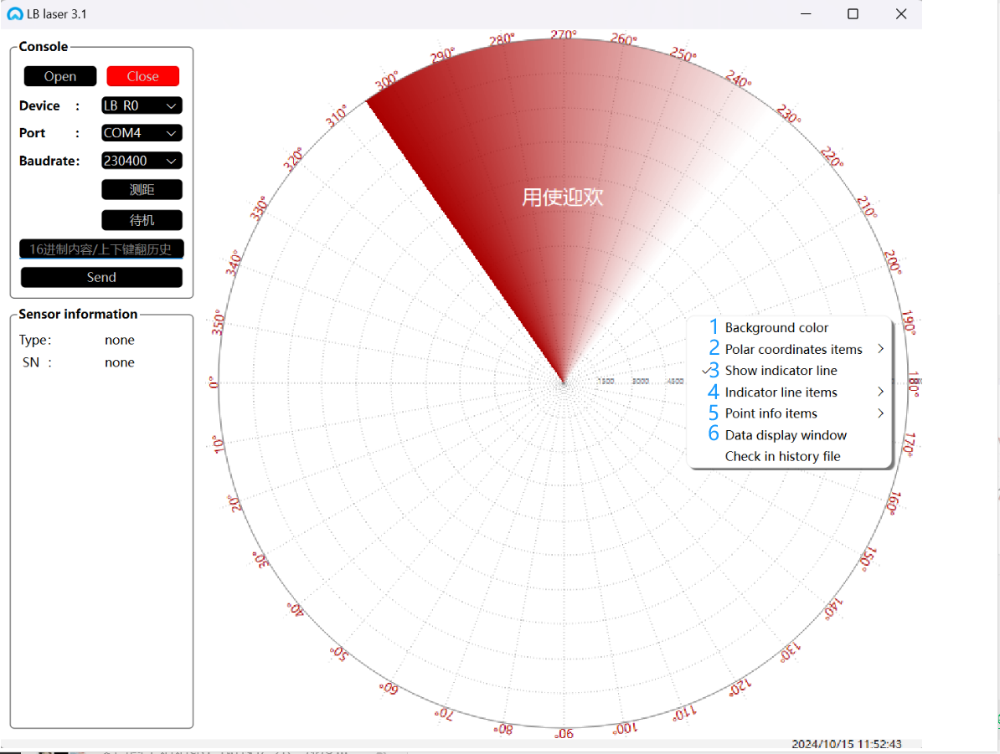 LB laser 3.1
Console
Open Close
Device : LB R0
Port : COM4
Baudrate: 230400
测距
待机
16进制内容/上下键翻历史
Send
Sensor information
Type: none
SN : none
270°
260°
250°
240°
230°
220°
210°
200°
190°
180°
170°
160°
150°
140°
130°
120°
110°
100°
90°
80°
70°
60°
50°
40°
30°
20°
10°
0°
350°
340°
330°
320°
310°
300°
290°
280°
用使迎欢
1500 3000 4500
1 Background color
2 Polar coordinates items
3 Show indicator line
4 Indicator line items
5 Point info items
6 Data display window
Check in history file
2024/10/15 11:52:43